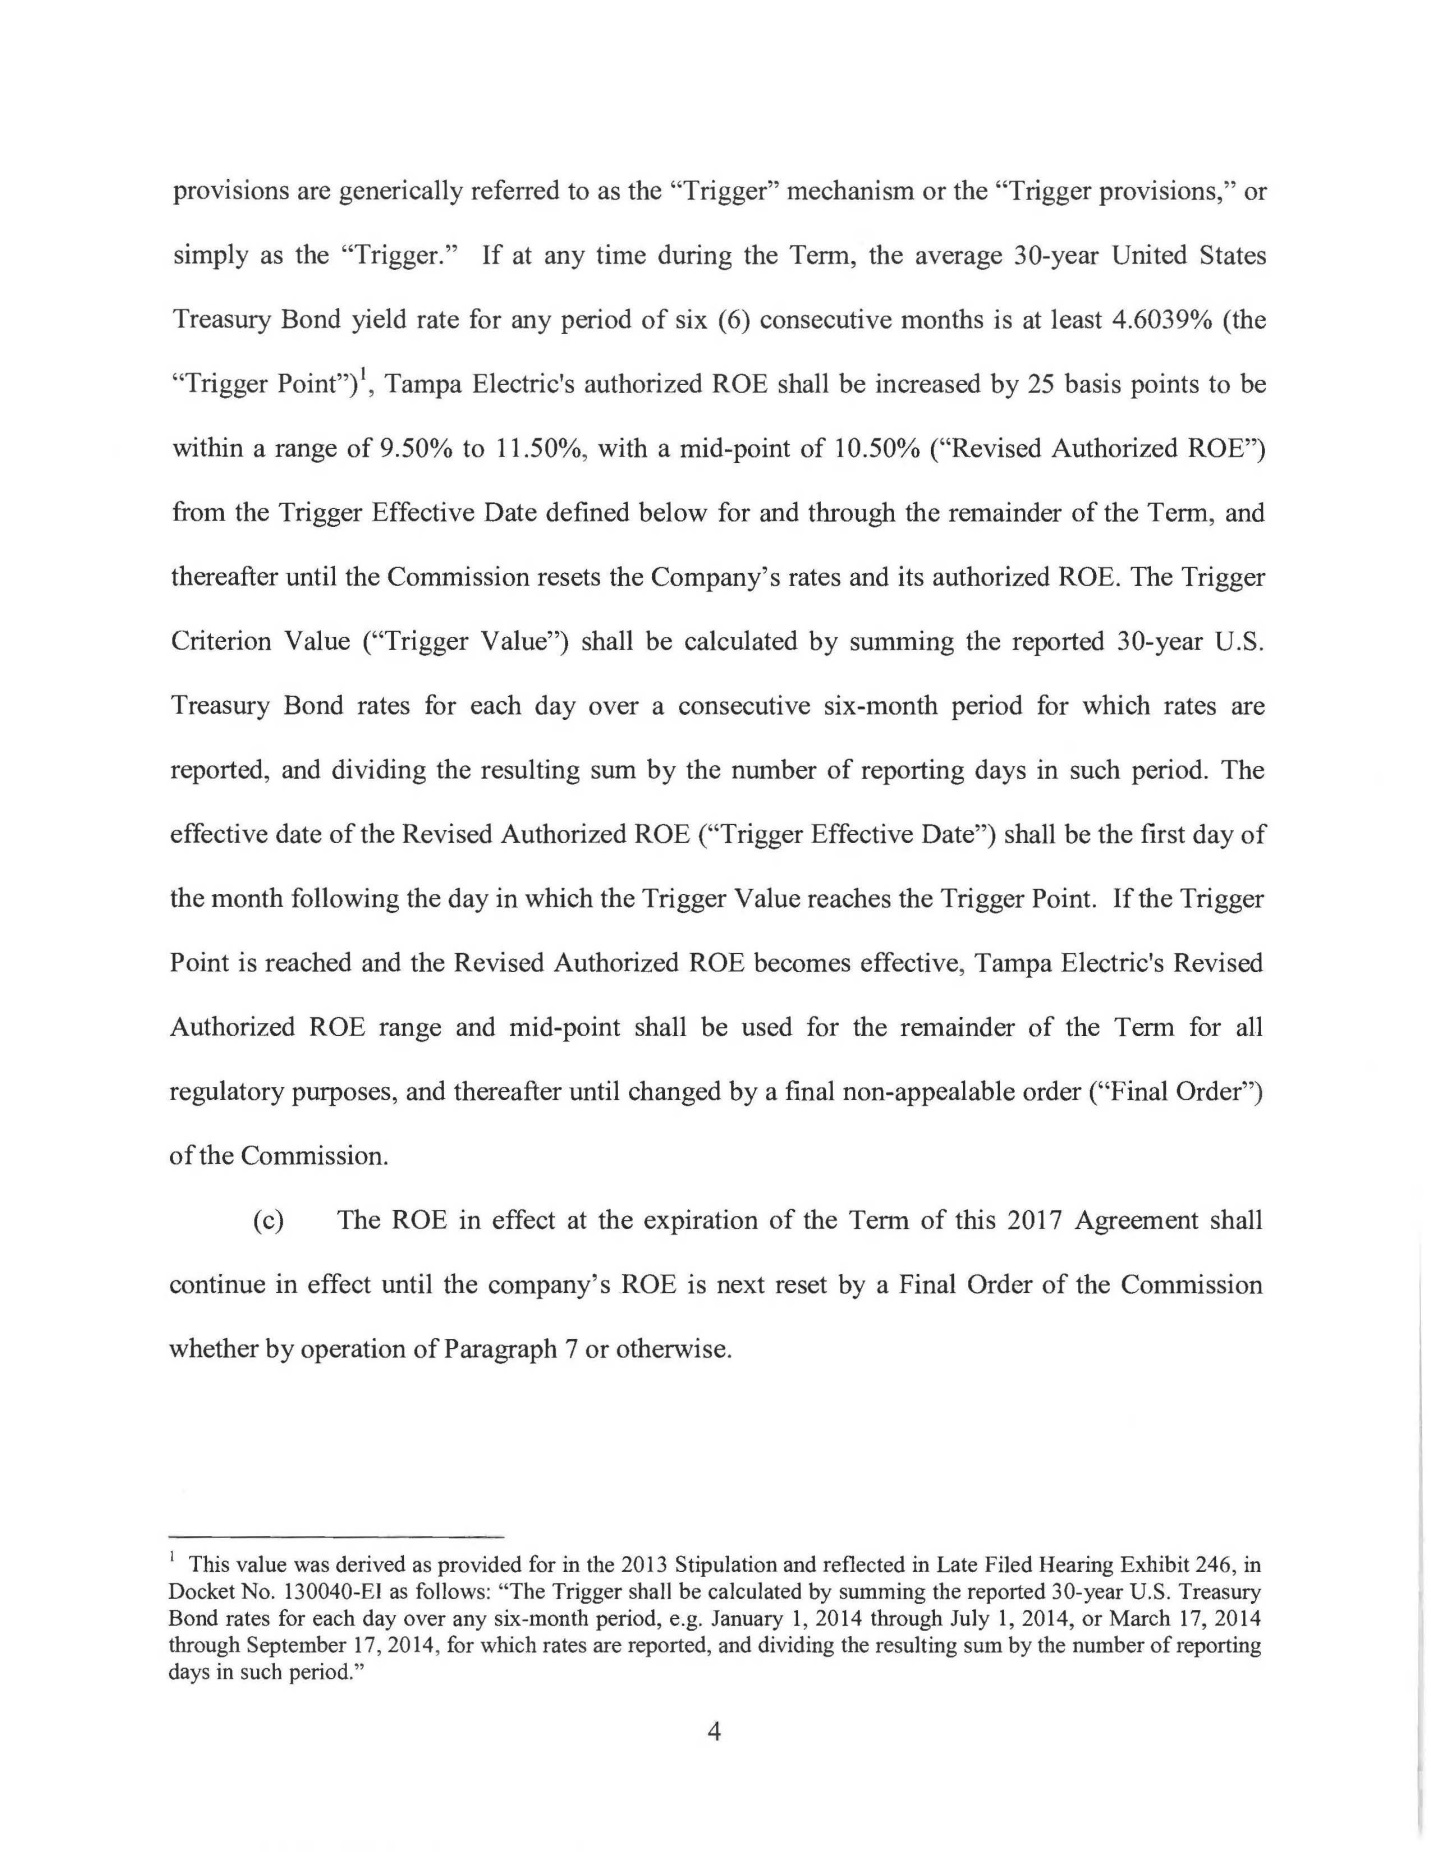 provisions are generically referred to as the “Trigger” mechanism or the “Trigger provisions,” or
simply as the “Trigger.” If at any time during the Term, the average 30-year United States
Treasury Bond yield rate for any period of six (6) consecutive months is at least 4.6039% (the
“Trigger Point”)¹, Tampa Electric's authorized ROE shall be increased by 25 basis points to be
within a range of 9.50% to 11.50%, with a mid-point of 10.50% (“Revised Authorized ROE”)
from the Trigger Effective Date defined below for and through the remainder of the Term, and
thereafter until the Commission resets the Company’s rates and its authorized ROE. The Trigger
Criterion Value (“Trigger Value”) shall be calculated by summing the reported 30-year U.S.
Treasury Bond rates for each day over a consecutive six-month period for which rates are
reported, and dividing the resulting sum by the number of reporting days in such period. The
effective date of the Revised Authorized ROE (“Trigger Effective Date”) shall be the first day of
the month following the day in which the Trigger Value reaches the Trigger Point. If the Trigger
Point is reached and the Revised Authorized ROE becomes effective, Tampa Electric's Revised
Authorized ROE range and mid-point shall be used for the remainder of the Term for all
regulatory purposes, and thereafter until changed by a final non-appealable order (“Final Order”)
of the Commission.
(c) The ROE in effect at the expiration of the Term of this 2017 Agreement shall
continue in effect until the company’s ROE is next reset by a Final Order of the Commission
whether by operation of Paragraph 7 or otherwise.
¹ This value was derived as provided for in the 2013 Stipulation and reflected in Late Filed Hearing Exhibit 246, in
Docket No. 130040-EI as follows: “The Trigger shall be calculated by summing the reported 30-year U.S. Treasury
Bond rates for each day over any six-month period, e.g. January 1, 2014 through July 1, 2014, or March 17, 2014
through September 17, 2014, for which rates are reported, and dividing the resulting sum by the number of reporting
days in such period.”
4